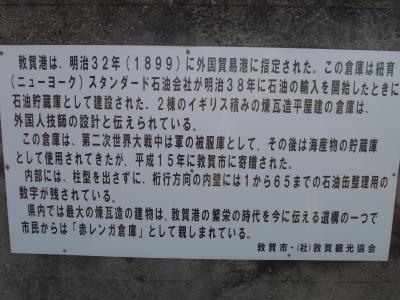 敦賀港は、明治32年(1899)に外国貿易港に指定された。この倉庫は紐育
(ニューヨーク)スタンダード石油会社が明治38年に石油の輸入を開始したときに
石油貯蔵庫として建設された。2棟のイギリス積みの煉瓦造平屋建の倉庫は、
外国人技師の設計と伝えられている。
この倉庫は、第二次世界大戦中は軍の被服庫として、その後は海産物の貯蔵庫
として使用されてきたが、平成15年に敦賀市に寄贈された。
内部には、柱型を出さずに、桁行方向の内壁には1から65までの石油缶整理用の
数字が残されている。
県内では最大の煉瓦造の建物は、敦賀港の繁栄の時代を今に伝える遺構の一つで
市民からは「赤レンガ倉庫」として親しまれている。
敦賀市・(社)敦賀観光協会